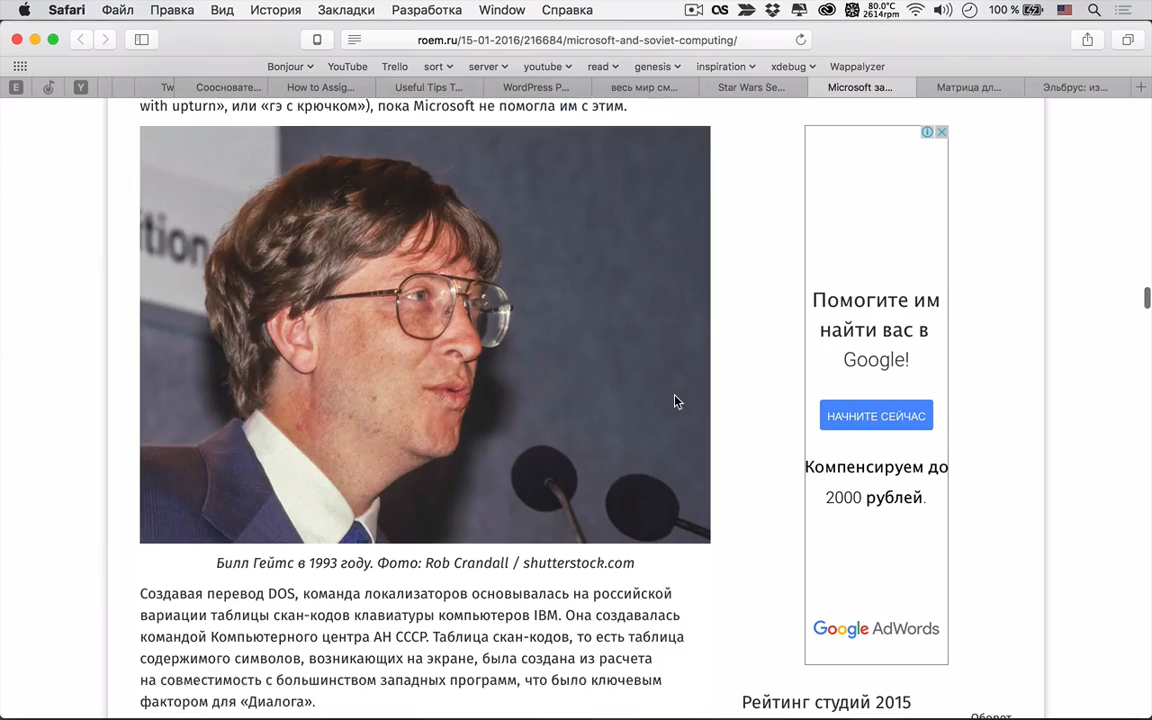 Safari Файл Правка Вид История Закладки Разработка Window Справка 80.0°C 2614rpm 100 %
roem.ru/15-01-2016/216684/microsoft-and-soviet-computing/
Bonjour YouTube Trello sort server youtube read genesis inspiration xdebug Wappalyzer
E Y Tw Соосновате... How to Assig... Useful Tips T... WordPress P... весь мир см... Star Wars Se... Microsoft за... Матрица дл... Эльбрус: из...
with upturn», или «гэ с крючком»), пока Microsoft не помогла им с этим.
ition
Билл Гейтс в 1993 году. Фото: Rob Crandall / shutterstock.com
Создавая перевод DOS, команда локализаторов основывалась на российской
вариации таблицы скан-кодов клавиатуры компьютеров IBM. Она создавалась
командой Компьютерного центра АН СССР. Таблица скан-кодов, то есть таблица
содержимого символов, возникающих на экране, была создана из расчета
на совместимость с большинством западных программ, что было ключевым
фактором для «Диалога».
Помогите им
найти вас в
Google!
НАЧНИТЕ СЕЙЧАС
Компенсируем до
2000 рублей.
Google AdWords
Рейтинг студий 2015
Оборот